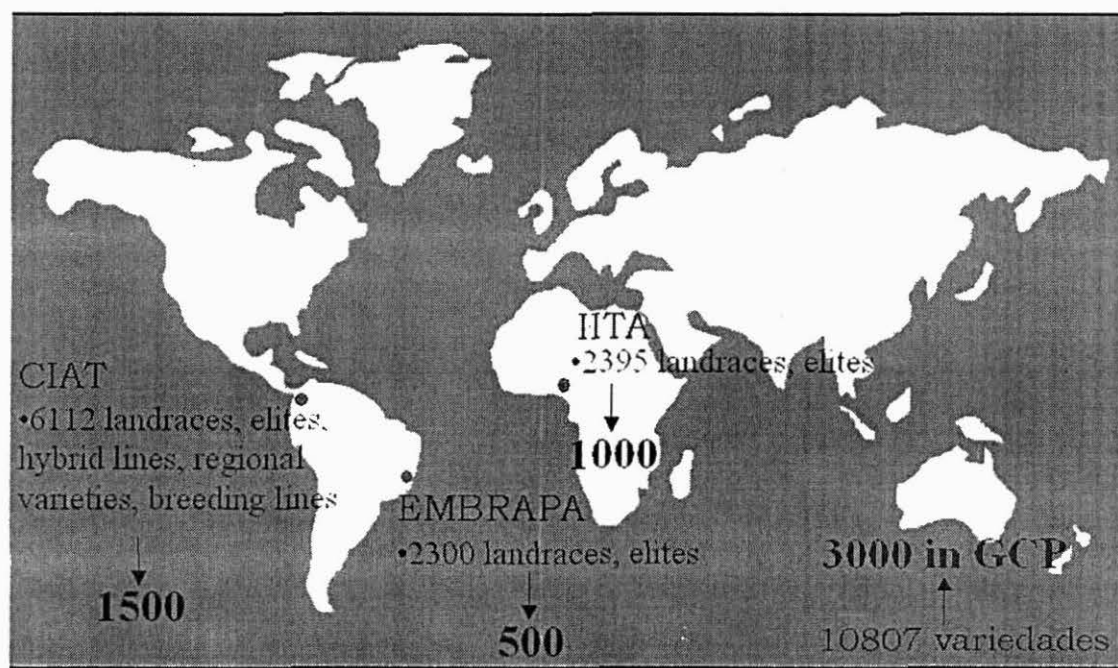 IITA
•2395 landraces, elites
1000
CIAT
•6112 landraces, elites,
hybrid lines, regional
varieties, breeding lines
1500
EMBRAPA
•2300 landraces, elites
500
3000 in GCP
10807 variedades